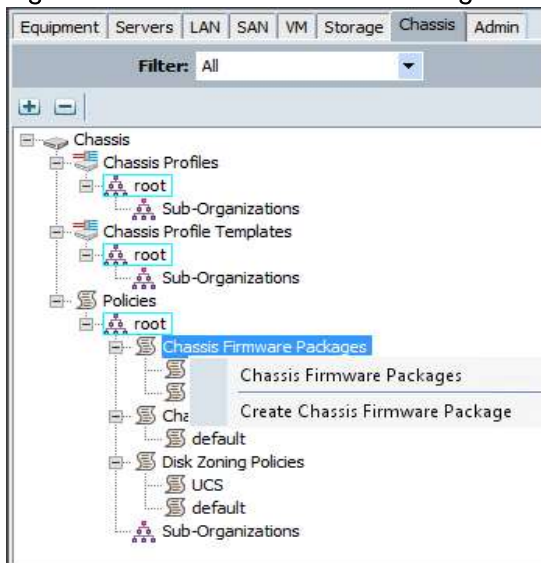 Equipment Servers LAN SAN VM Storage Chassis Admin
Filter: All
Chassis
Chassis Profiles
root
Sub-Organizations
Chassis Profile Templates
root
Sub-Organizations
Policies
root
Chassis Firmware Packages
Chassis Firmware Packages
Create Chassis Firmware Package
Cha
default
Disk Zoning Policies
UCS
default
Sub-Organizations